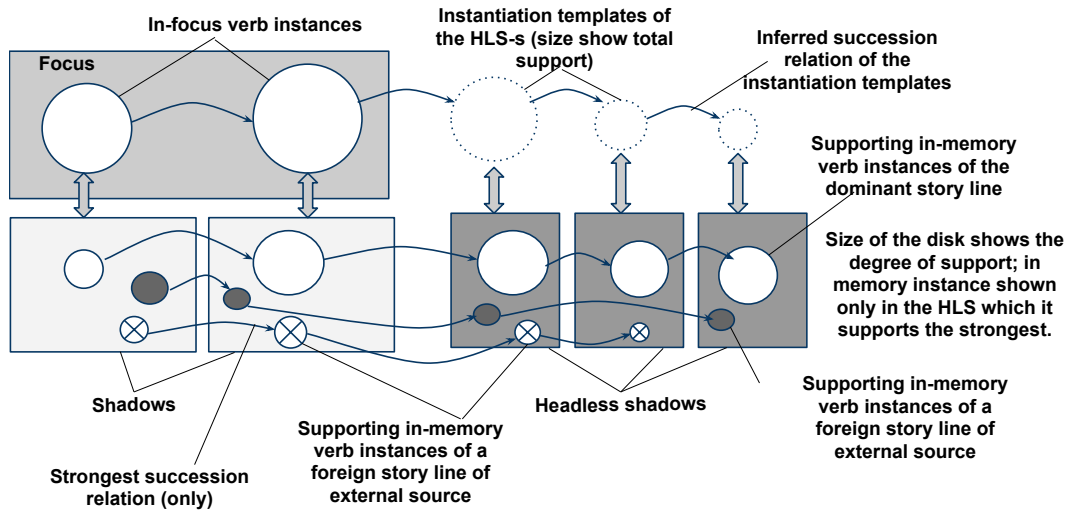 In-focus verb instances
Focus
Instantiation templates of
the HLS-s (size show total
support)
Inferred succession
relation of the
instantiation templates
Supporting in-memory
verb instances of the
dominant story line
Size of the disk shows the
degree of support; in
memory instance shown
only in the HLS which it
supports the strongest.
Shadows
Strongest succession
relation (only)
Supporting in-memory
verb instances of a
foreign story line of
external source
Headless shadows
Supporting in-memory
verb instances of a
foreign story line of
external source